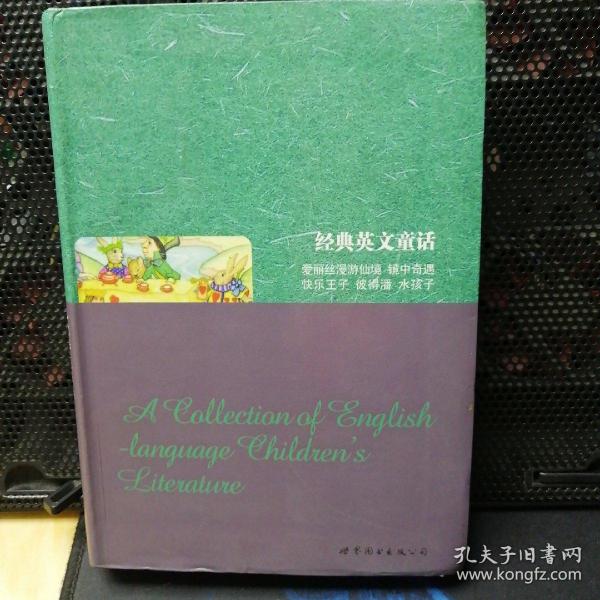 经典英文童话
爱丽丝漫游仙境 镜中奇遇
快乐王子 彼得潘 水孩子
A Collection of English
-language Children's
Literature
世界图书出版公司
孔夫子旧书网
www.kongfz.com